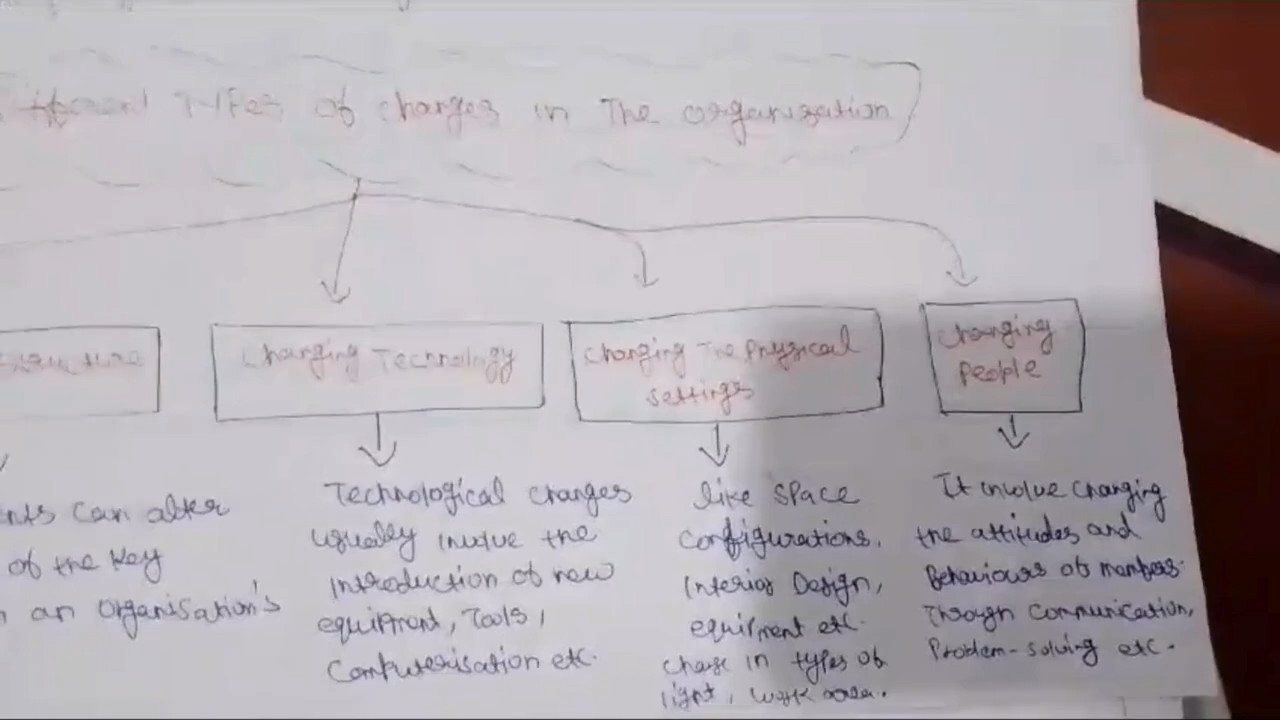 Types of changes in The organization
Changing Technology
Changing The Physical
settings
Changing
People
can alter
of the key
an organisation's
Technological changes
usually involve the
introduction of new
equipment, Tools,
Computerisation etc.
like space
configurations,
Interior Design,
equipment etc.
in types of
light, work area.
It involve changing
the attitudes and
Behaviours of members
Through communication,
Problem-solving etc.